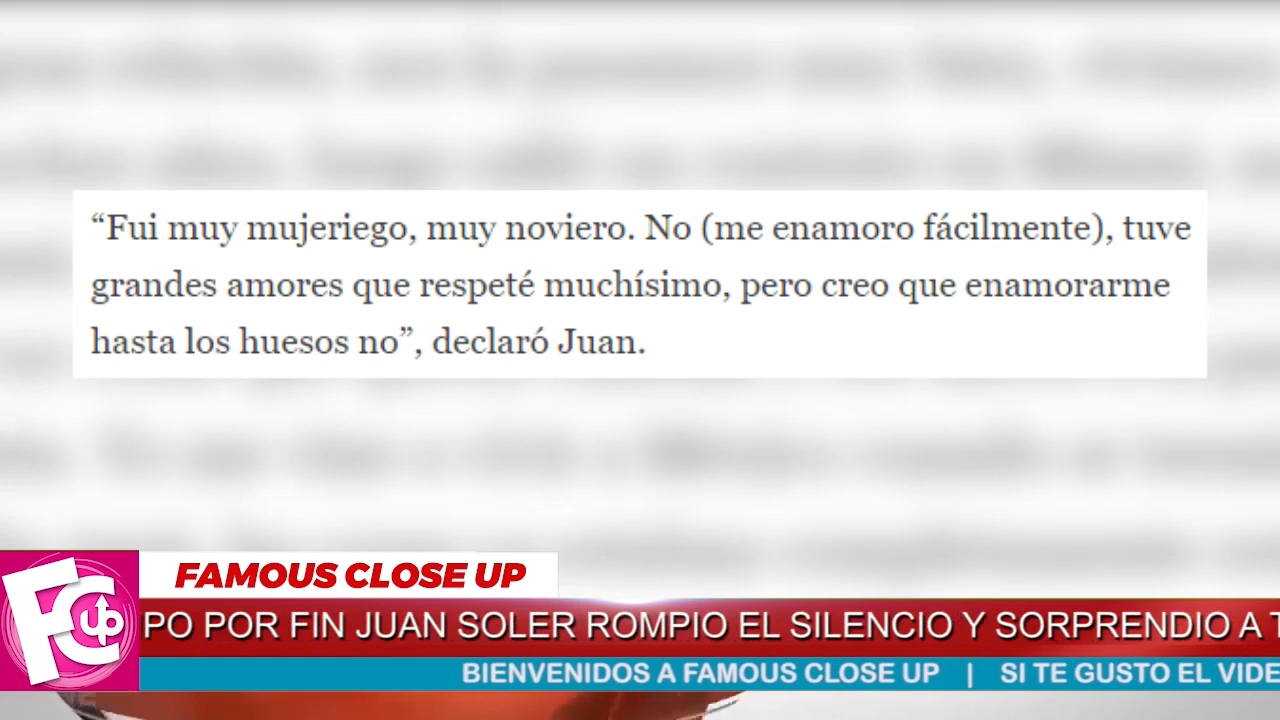 “Fui muy mujeriego, muy noviero. No (me enamoro fácilmente), tuve
grandes amores que respeté muchísimo, pero creo que enamorarme
hasta los huesos no”, declaró Juan.
FAMOUS CLOSE UP
FC up
PO POR FIN JUAN SOLER ROMPIO EL SILENCIO Y SORPRENDIO A
BIENVENIDOS A FAMOUS CLOSE UP | SI TE GUSTO EL VIDE